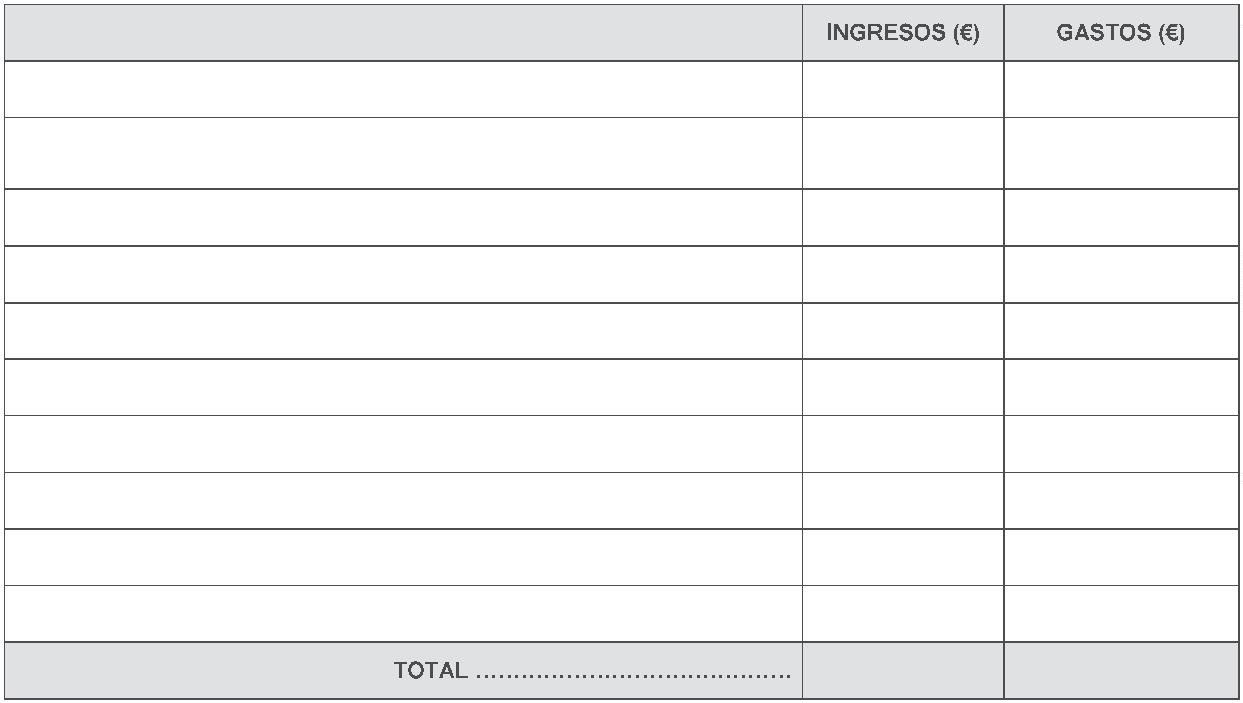 INGRESOS (€) GASTOS (€)
TOTAL ..........................................